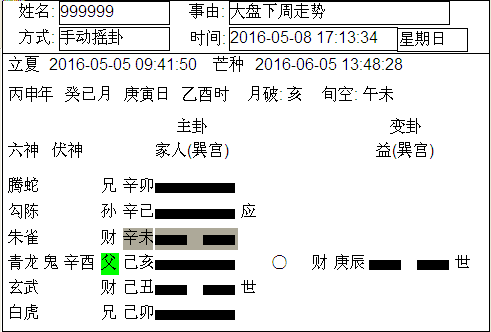 姓名: 999999 事由: 大盘下周走势
方式: 手动摇卦 时间: 2016-05-08 17:13:34 星期日
立夏 2016-05-05 09:41:50 芒种 2016-06-05 13:48:28
丙申年 癸巳月 庚寅日 乙酉时 月破: 亥 旬空: 午未
主卦 变卦
六神 伏神 家人(巽宫) 益(巽宫)
腾蛇 兄 辛卯
勾陈 孙 辛巳 应
朱雀 财 辛未
青龙 鬼 辛酉 父 己亥 〇 财 庚辰 世
玄武 财 己丑 世
白虎 兄 己卯